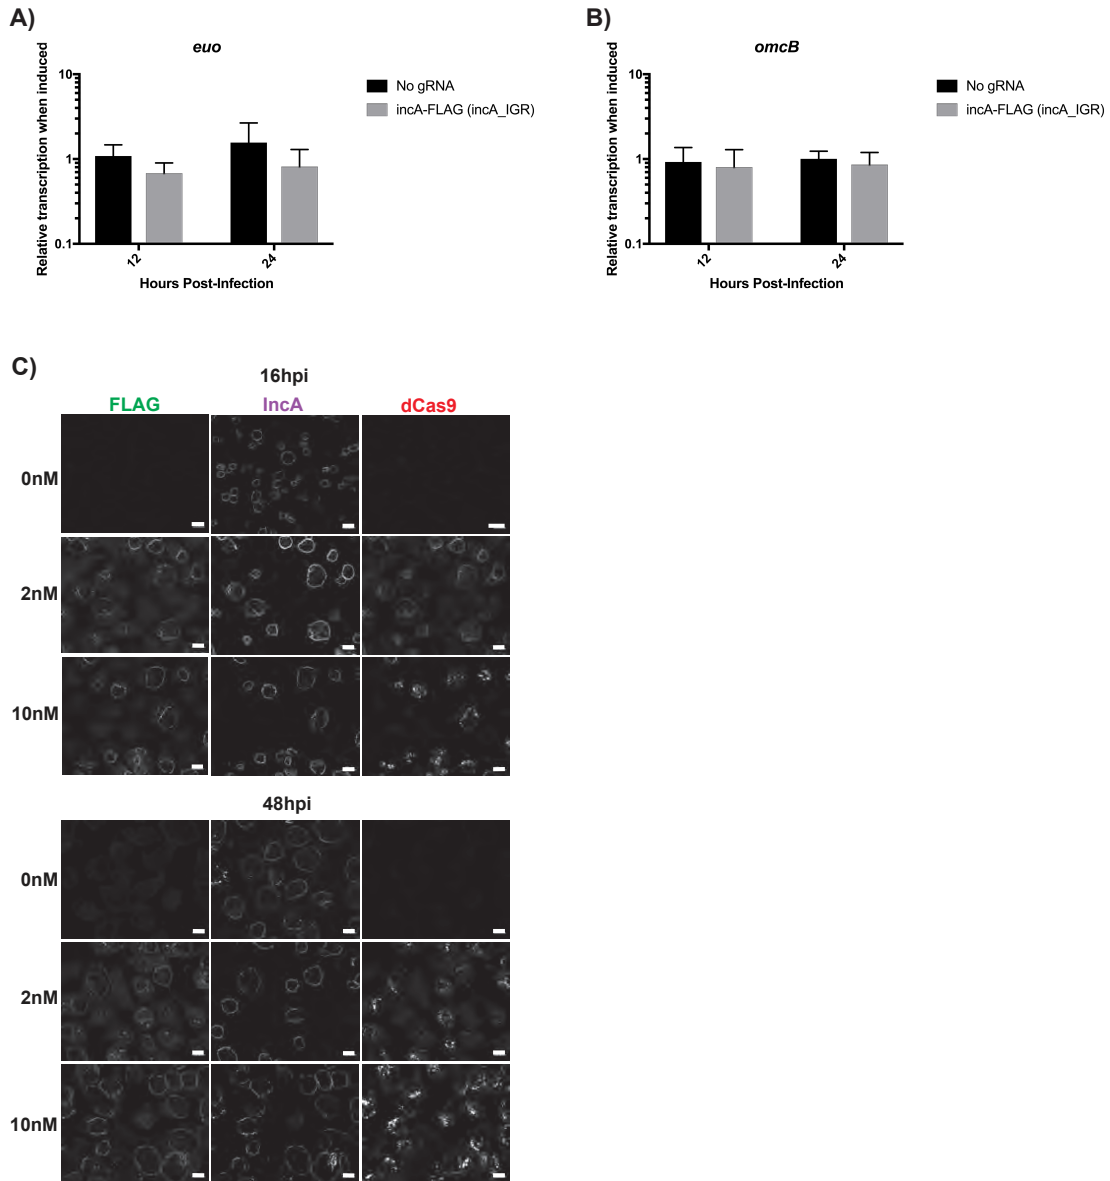 A)
euo
Relative transcription when induced
10
1
0.1
12
24
Hours Post-Infection
No gRNA
incA-FLAG (incA_IGR)
B)
omcB
Relative transcription when induced
10
1
0.1
12
24
Hours Post-Infection
No gRNA
incA-FLAG (incA_IGR)
C)
16hpi
FLAG IncA dCas9
0nM
2nM
10nM
48hpi
0nM
2nM
10nM